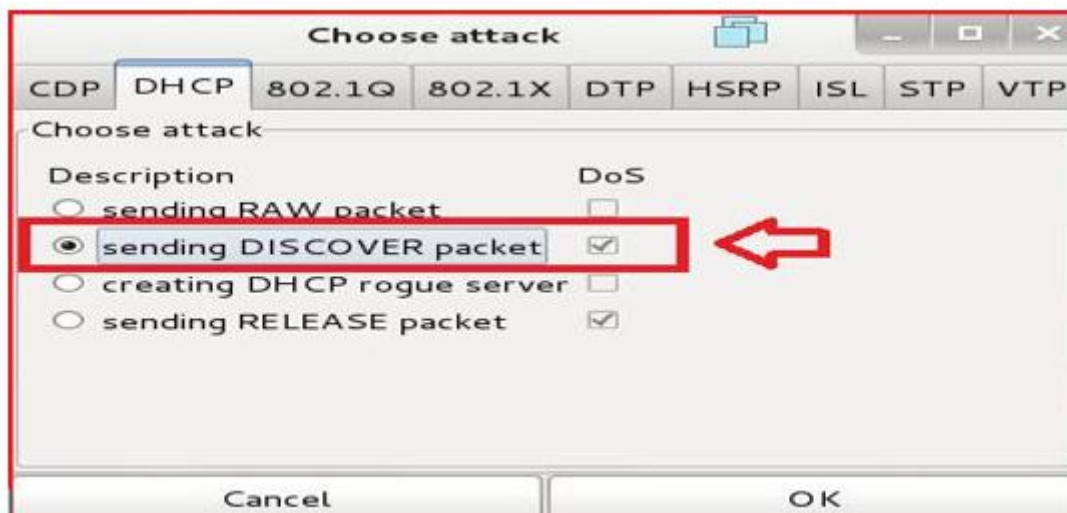 Choose attack
CDP DHCP 802.1Q 802.1X DTP HSRP ISL STP VTP
Choose attack
Description DoS
sending RAW packet
sending DISCOVER packet
creating DHCP rogue server
sending RELEASE packet
Cancel OK